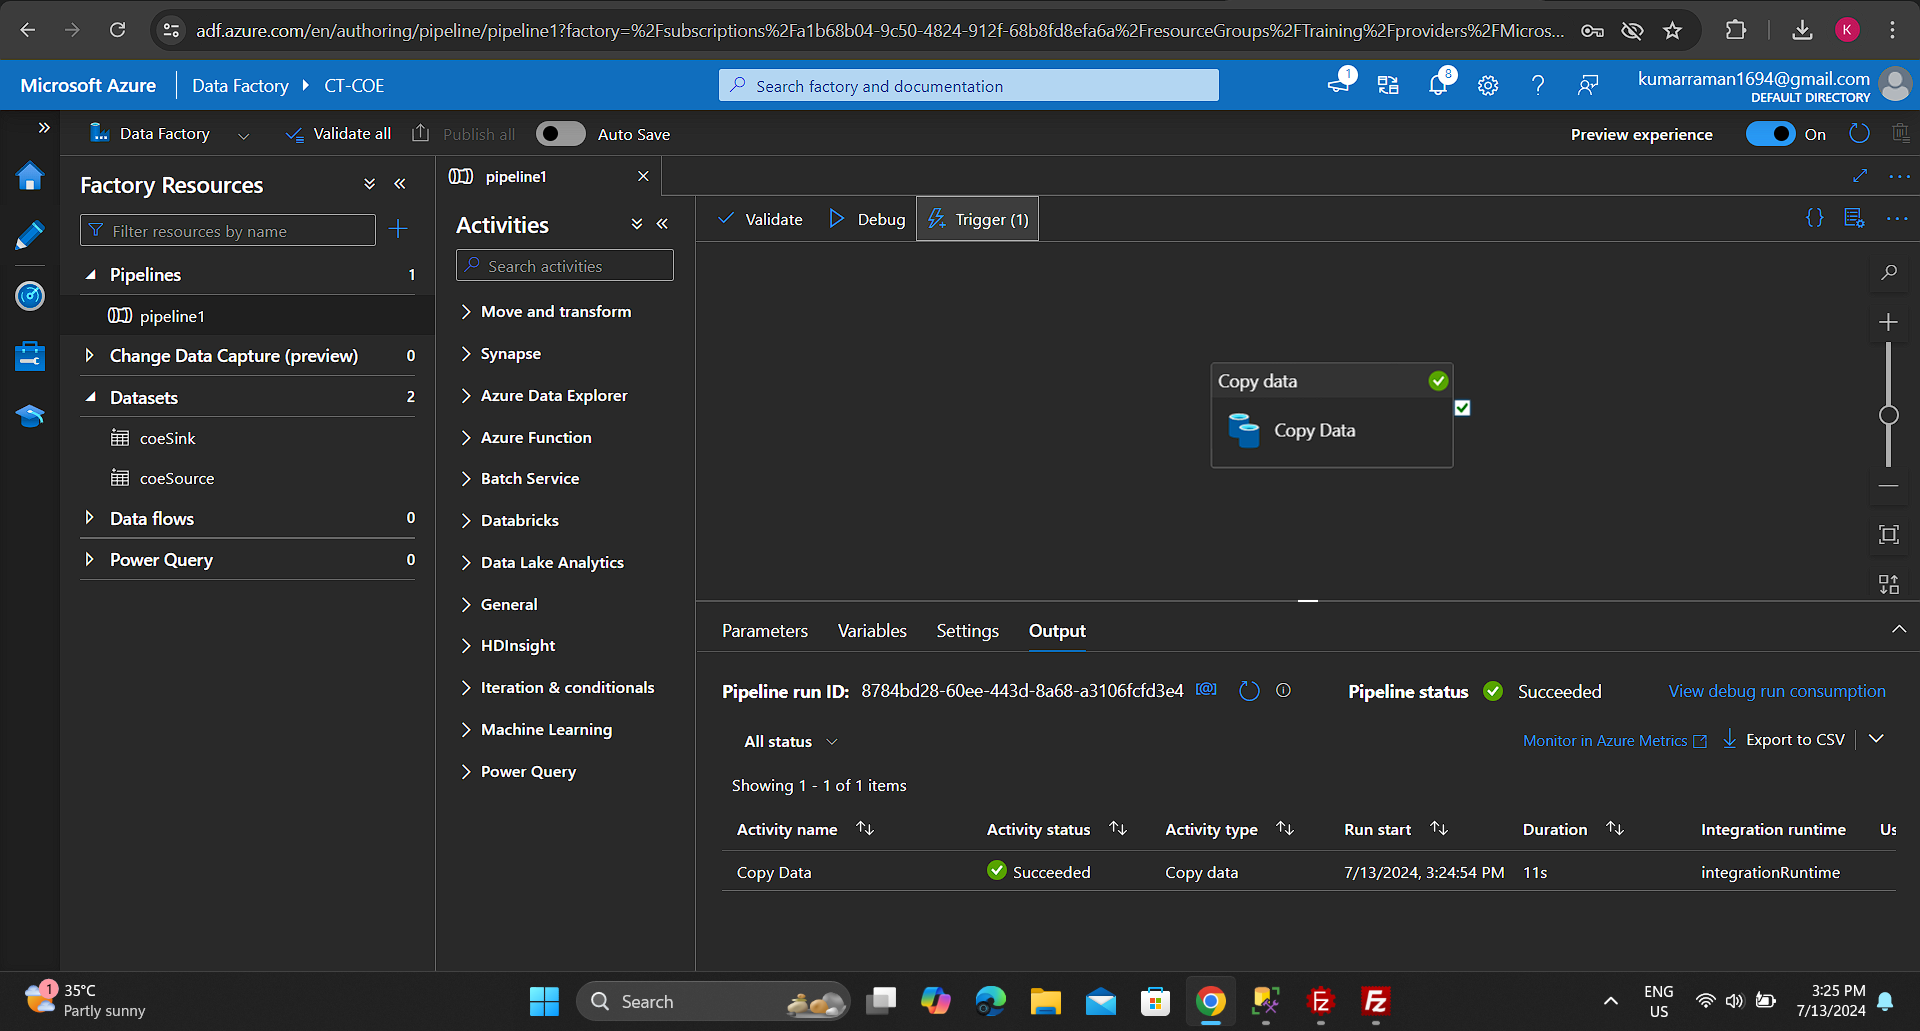 adf.azure.com/en/authoring/pipeline/pipeline1?factory=%2Fsubscriptions%2Fa1b68b04-9c50-4824-912f-68b8fd8efa6a%2FresourceGroups%2FTraining%2Fproviders%2FMicros...
K
Microsoft Azure
Data Factory
CT-COE
Search factory and documentation
1
8
kumarraman1694@gmail.com
DEFAULT DIRECTORY
Data Factory
Validate all
Publish all
Auto Save
Preview experience
On
Factory Resources
Filter resources by name
Pipelines 1
pipeline1
Change Data Capture (preview) 0
Datasets 2
coeSink
coeSource
Data flows 0
Power Query 0
pipeline1
Activities
Search activities
Move and transform
Synapse
Azure Data Explorer
Azure Function
Batch Service
Databricks
Data Lake Analytics
General
HDInsight
Iteration & conditionals
Machine Learning
Power Query
Validate
Debug
Trigger (1)
Copy data
Copy Data
Parameters
Variables
Settings
Output
Pipeline run ID: 8784bd28-60ee-443d-8a68-a3106fcfd3e4
Pipeline status Succeeded
View debug run consumption
All status
Monitor in Azure Metrics
Export to CSV
Showing 1 - 1 of 1 items
Activity name Activity status Activity type Run start Duration Integration runtime Us
Copy Data Succeeded Copy data 7/13/2024, 3:24:54 PM 11s integrationRuntime
1
35°C
Partly sunny
Search
ENG
US
3:25 PM
7/13/2024